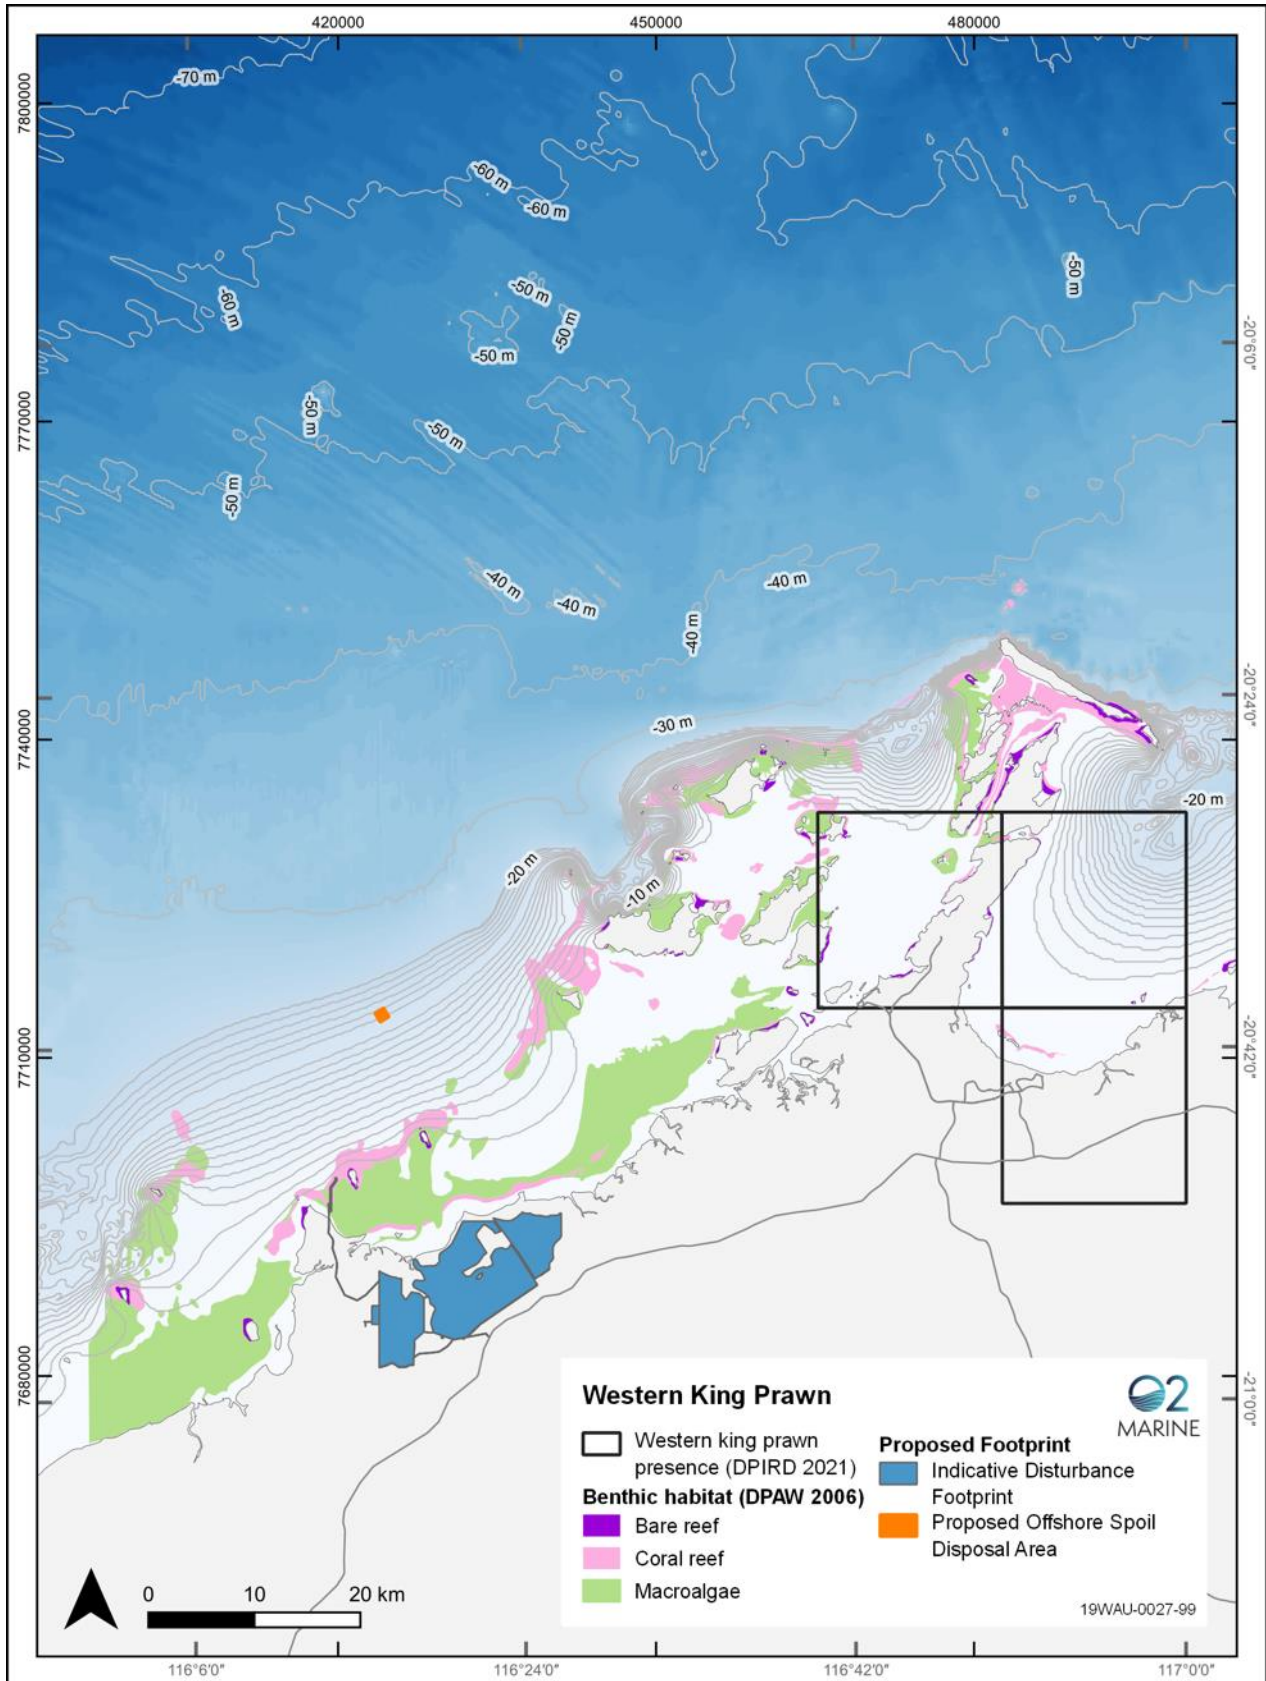 420000
450000
480000
7800000
7770000
7740000
7710000
7680000
-20°6'0"
-20°24'0"
-20°42'0"
-21°0'0"
-70 m
-60 m
-60 m
-60 m
-50 m
-50 m
-50 m
-50 m
-50 m
-50 m
-50 m
-40 m
-40 m
-40 m
-40 m
-30 m
-20 m
-20 m
-10 m
Western King Prawn
O2
MARINE
Western king prawn
presence (DPIRD 2021)
Benthic habitat (DPAW 2006)
Bare reef
Coral reef
Macroalgae
Proposed Footprint
Indicative Disturbance
Footprint
Proposed Offshore Spoil
Disposal Area
19WAU-0027-99
0 10 20 km
116°6'0"
116°24'0"
116°42'0"
117°0'0"